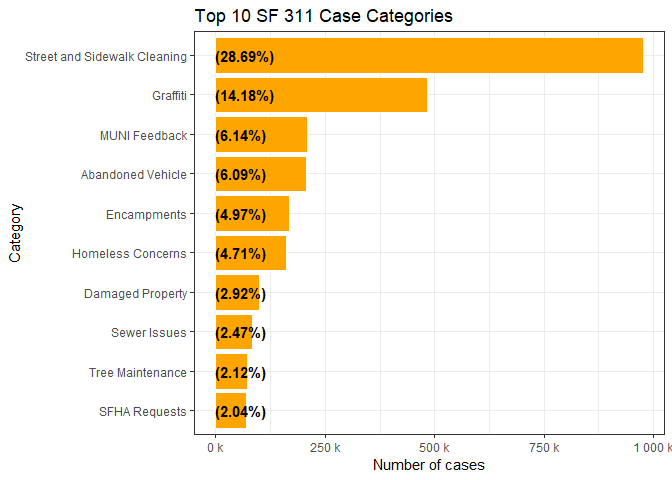 Top 10 SF 311 Case Categories
Category
Street and Sidewalk Cleaning (28.69%)
Graffiti (14.18%)
MUNI Feedback (6.14%)
Abandoned Vehicle (6.09%)
Encampments (4.97%)
Homeless Concerns (4.71%)
Damaged Property (2.92%)
Sewer Issues (2.47%)
Tree Maintenance (2.12%)
SFHA Requests (2.04%)
0 k 250 k 500 k 750 k 1 000 k
Number of cases